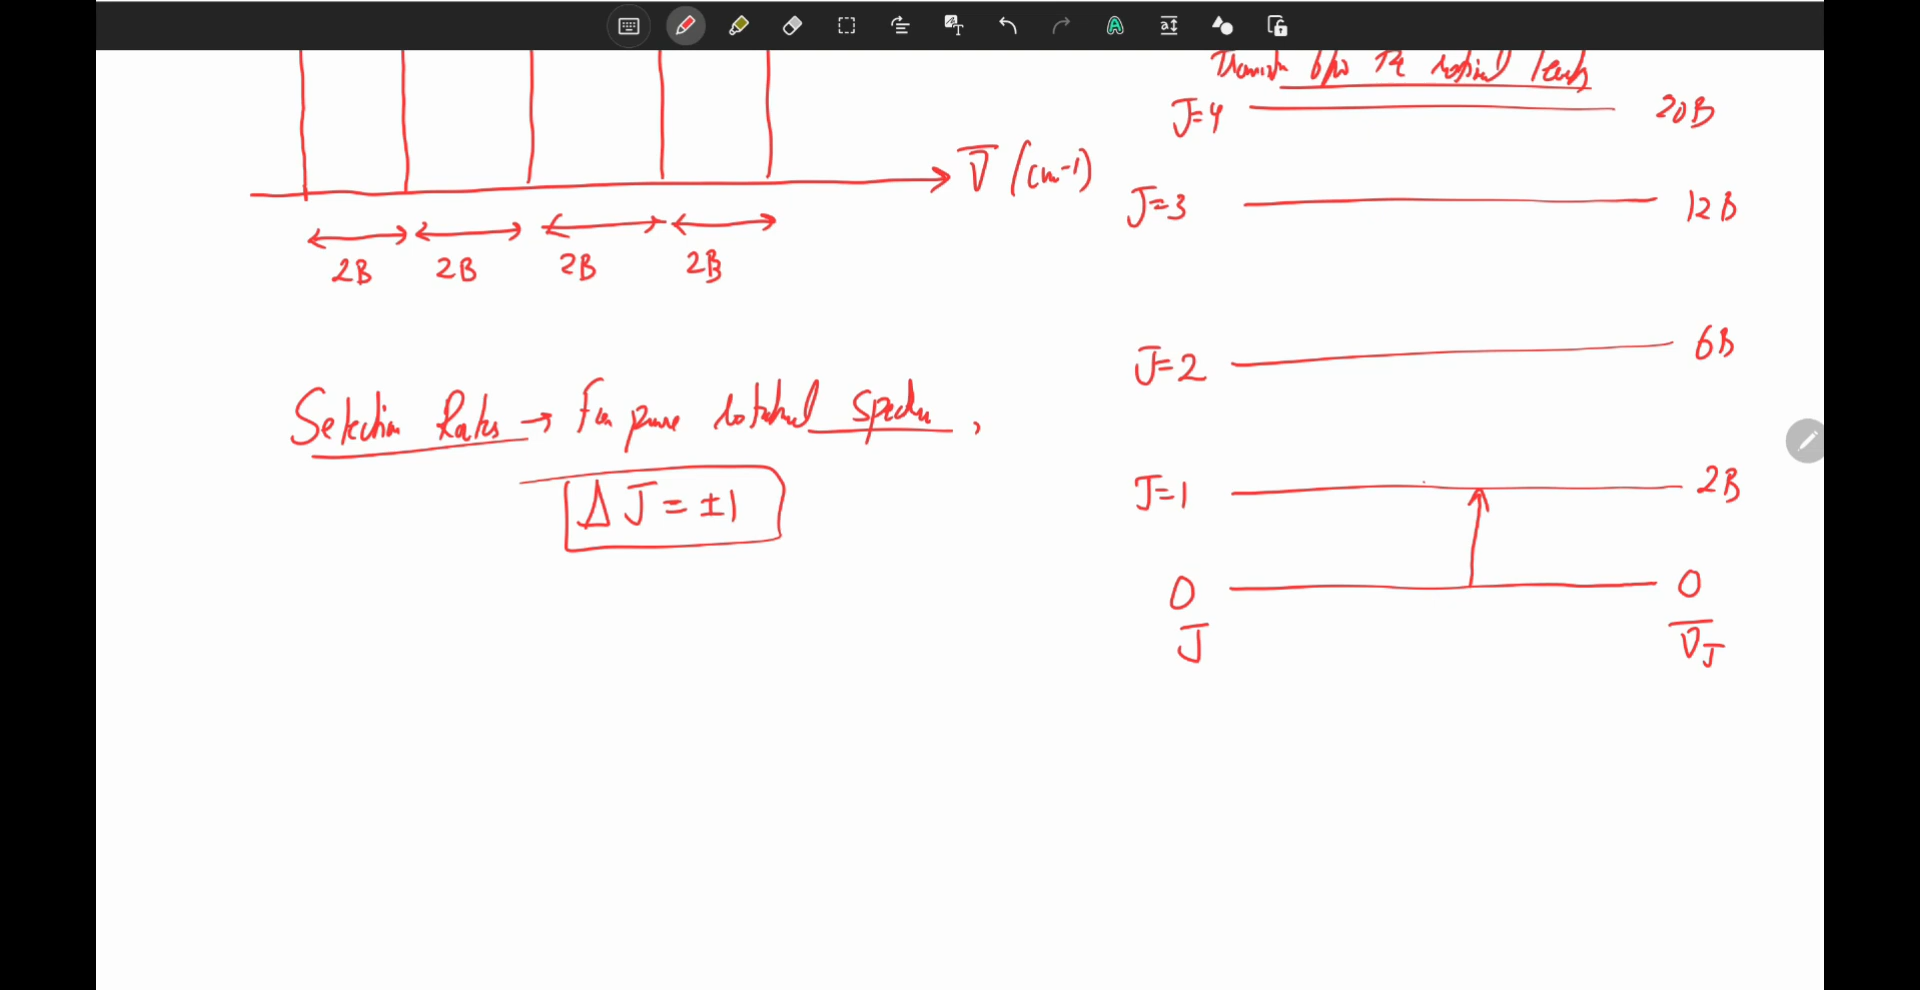 ν̅ (cm-1)
2B 2B 2B 2B
Selection Rules → For pure rotational Spectra,
ΔJ = ±1
Transition b/w the rotational levels
J=4 20B
J=3 12B
J=2 6B
J=1 2B
0 0
J ν̅J